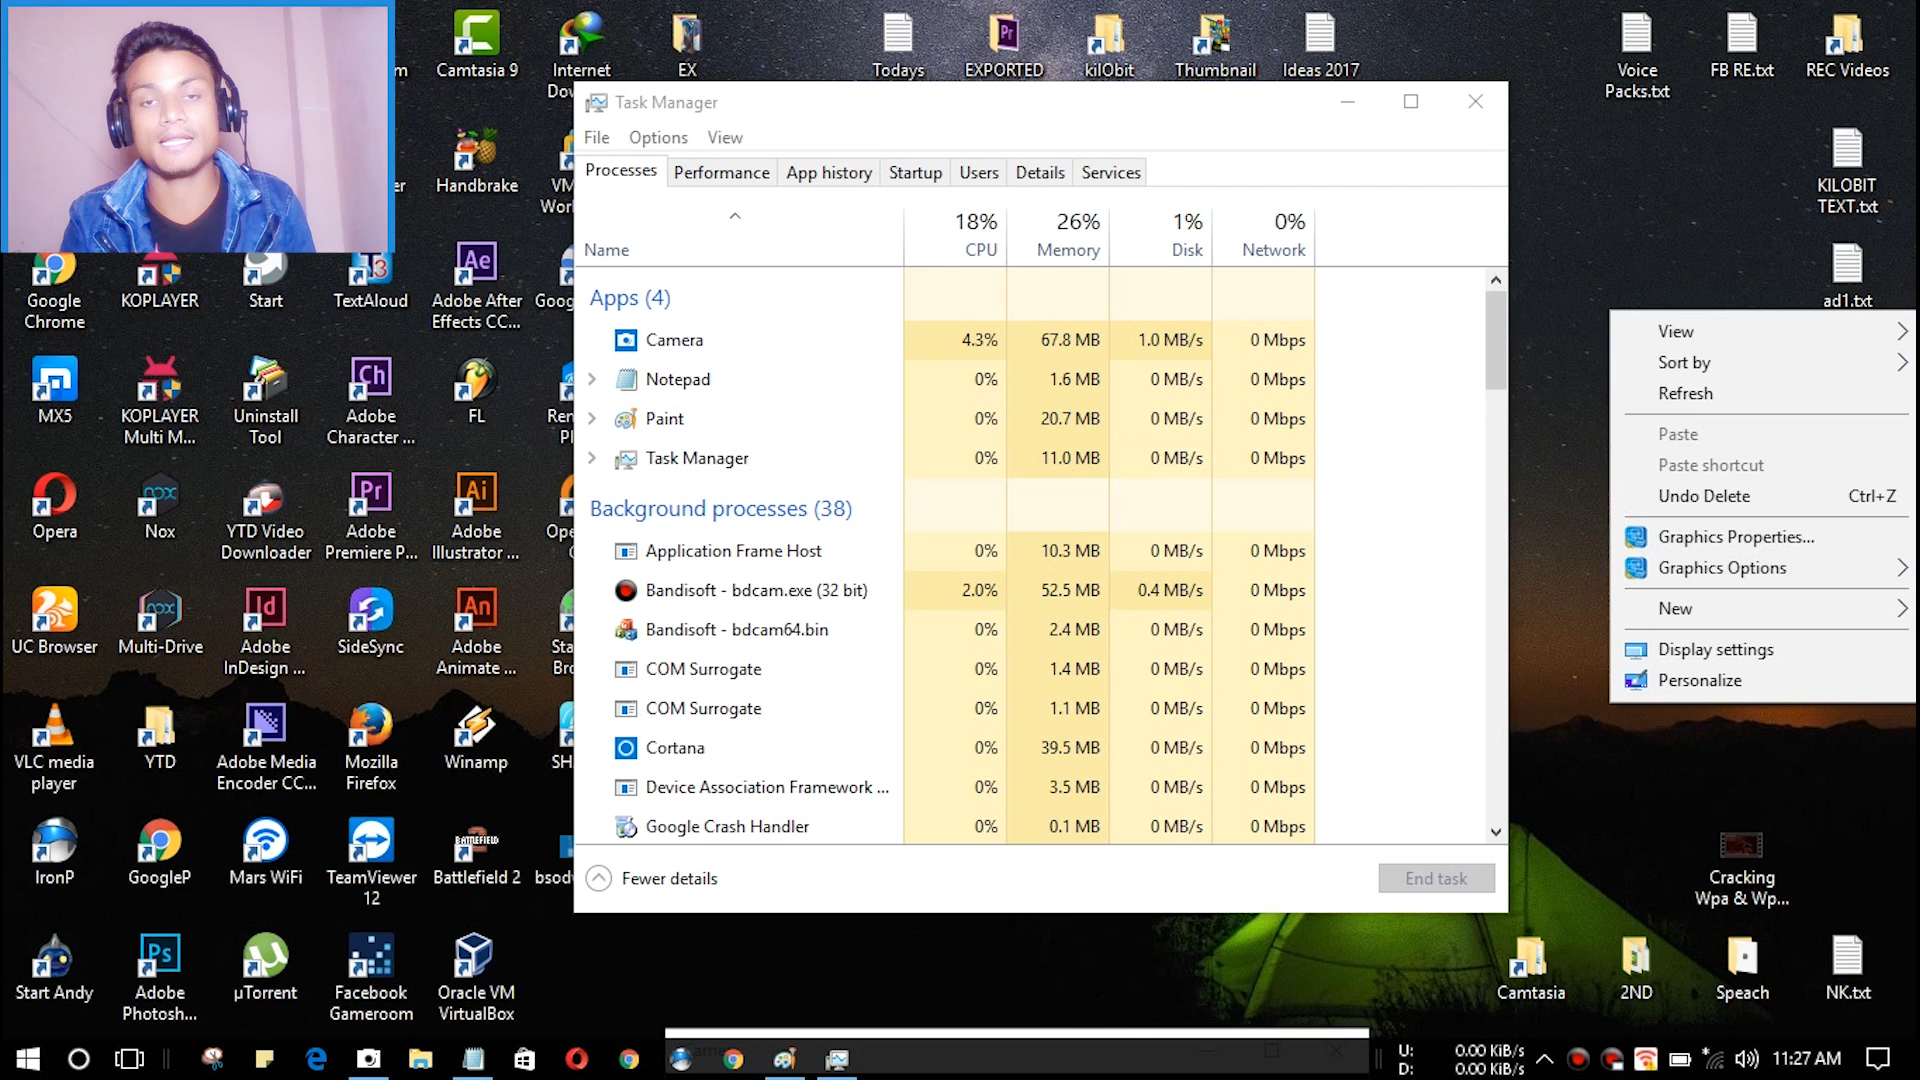 m
Camtasia 9
Internet
Dow
EX
Todays
EXPORTED
kilObit
Thumbnail
Ideas 2017
Voice
Packs.txt
FB RE.txt
REC Videos
er
Handbrake
VM
Wor
KILOBIT
TEXT.txt
Google
Chrome
KOPLAYER
Start
TextAloud
Adobe After
Effects CC...
Goog
ad1.txt
MX5
KOPLAYER
Multi M...
Uninstall
Tool
Adobe
Character ...
FL
Ren
Pl
Opera
Nox
YTD Video
Downloader
Adobe
Premiere P...
Adobe
Illustrator ...
Ope
UC Browser
Multi-Drive
Adobe
InDesign ...
SideSync
Adobe
Animate ...
Sta
Bro
VLC media
player
YTD
Adobe Media
Encoder CC...
Mozilla
Firefox
Winamp
SH
IronP
GoogleP
Mars WiFi
TeamViewer
12
Battlefield 2
bsod
Start Andy
Adobe
Photosh...
µTorrent
Facebook
Gameroom
Oracle VM
VirtualBox
Task Manager
File Options View
Processes Performance App history Startup Users Details Services
18% 26% 1% 0%
Name CPU Memory Disk Network
Apps (4)
Camera 4.3% 67.8 MB 1.0 MB/s 0 Mbps
Notepad 0% 1.6 MB 0 MB/s 0 Mbps
Paint 0% 20.7 MB 0 MB/s 0 Mbps
Task Manager 0% 11.0 MB 0 MB/s 0 Mbps
Background processes (38)
Application Frame Host 0% 10.3 MB 0 MB/s 0 Mbps
Bandisoft - bdcam.exe (32 bit) 2.0% 52.5 MB 0.4 MB/s 0 Mbps
Bandisoft - bdcam64.bin 0% 2.4 MB 0 MB/s 0 Mbps
COM Surrogate 0% 1.4 MB 0 MB/s 0 Mbps
COM Surrogate 0% 1.1 MB 0 MB/s 0 Mbps
Cortana 0% 39.5 MB 0 MB/s 0 Mbps
Device Association Framework ... 0% 3.5 MB 0 MB/s 0 Mbps
Google Crash Handler 0% 0.1 MB 0 MB/s 0 Mbps
Fewer details
End task
View
Sort by
Refresh
Paste
Paste shortcut
Undo Delete Ctrl+Z
Graphics Properties...
Graphics Options
New
Display settings
Personalize
Cracking
Wpa & Wp...
Camtasia
2ND
Speach
NK.txt
U: 0.00 KiB/s
D: 0.00 KiB/s
11:27 AM